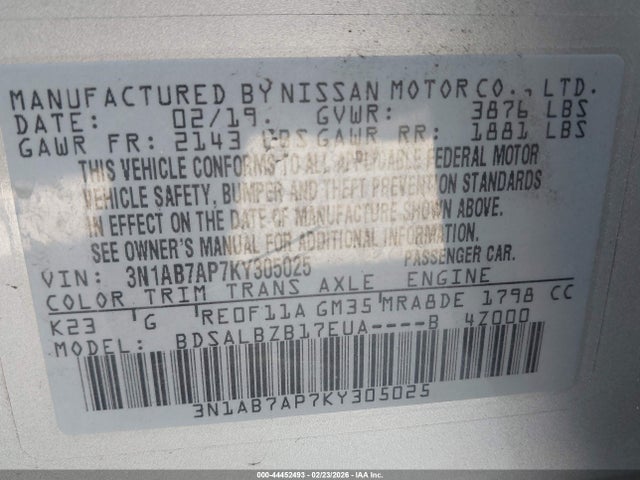 MANUFACTURED BY NISSAN MOTOR CO., LTD.
DATE: 02/19. GVWR: 3876 LBS
GAWR FR: 2143 LBS GAWR RR: 1881 LBS
THIS VEHICLE CONFORMS TO ALL APPLICABLE FEDERAL MOTOR
VEHICLE SAFETY, BUMPER AND THEFT PREVENTION STANDARDS
IN EFFECT ON THE DATE OF MANUFACTURE SHOWN ABOVE.
SEE OWNER'S MANUAL FOR ADDITIONAL INFORMATION
VIN: 3N1AB7AP7KY305025 PASSENGER CAR.
COLOR TRIM TRANS AXLE ENGINE
K23 G RE0F11A GM35 MRA8DE 1798 CC
MODEL: BDSALBZB17EUA----B 4Z000
3N1AB7AP7KY305025
000-44452493 - 02/23/2026 - IAAI.COM